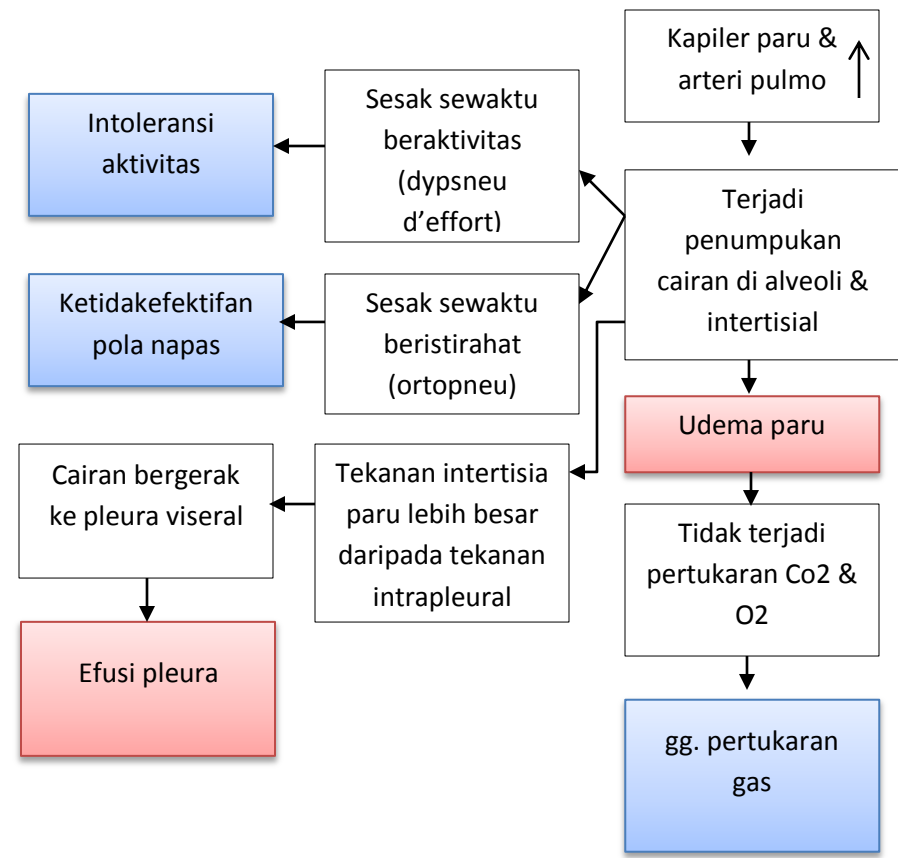 Kapiler paru &
arteri pulmo
Terjadi
penumpukan
cairan di alveoli &
intertisial
Sesak sewaktu
beraktivitas
(dypsneu
d’effort)
Intoleransi
aktivitas
Sesak sewaktu
beristirahat
(ortopneu)
Ketidakefektifan
pola napas
Udema paru
Tekanan intertisia
paru lebih besar
daripada tekanan
intrapleural
Cairan bergerak
ke pleura viseral
Efusi pleura
Tidak terjadi
pertukaran Co2 &
O2
gg. pertukaran
gas